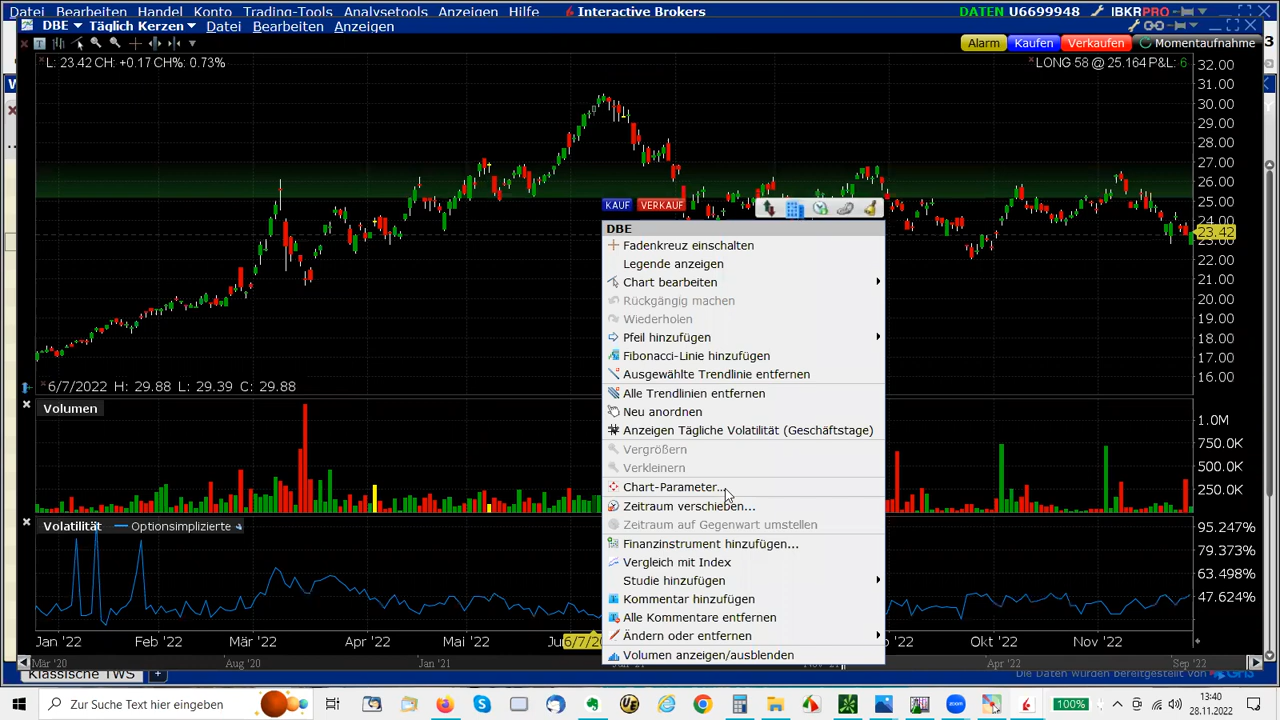 Datei Bearbeiten Handel Konto Trading-Tools Analysetools Anzeigen Hilfe Interactive Brokers DATEN U6699948 IBKRPRO
DBE Täglich Kerzen Datei Bearbeiten Anzeigen
Alarm Kaufen Verkaufen Momentaufnahme
L: 23.42 CH: +0.17 CH%: 0.73% LONG 58 @ 25.164 P&L: 6
32.00
31.00
30.00
29.00
28.00
27.00
26.00
25.00
24.00
23.42
22.00
21.00
20.00
19.00
18.00
17.00
16.00
6/7/2022 H: 29.88 L: 29.39 C: 29.88
KAUF VERKAUF
DBE
Fadenkreuz einschalten
Legende anzeigen
Chart bearbeiten
Rückgängig machen
Wiederholen
Pfeil hinzufügen
Fibonacci-Linie hinzufügen
Ausgewählte Trendlinie entfernen
Alle Trendlinien entfernen
Neu anordnen
Anzeigen Tägliche Volatilität (Geschäftstage)
Vergrößern
Verkleinern
Chart-Parameter...
Zeitraum verschieben...
Zeitraum auf Gegenwart umstellen
Finanzinstrument hinzufügen...
Vergleich mit Index
Studie hinzufügen
Kommentar hinzufügen
Alle Kommentare entfernen
Ändern oder entfernen
Volumen anzeigen/ausblenden
Volumen
1.0M
750.0K
500.0K
250.0K
Volatilität Optionsimplizierte
95.247%
79.373%
63.498%
47.624%
Jan '22 Feb '22 Mär '22 Apr '22 Mai '22 Okt '22 Nov '22
Mär '20 Aug '20 Jan '21 Apr '22 Sep '22
Die Daten wurden bereitgestellt von
Zur Suche Text hier eingeben
100%
13:40
28.11.2022